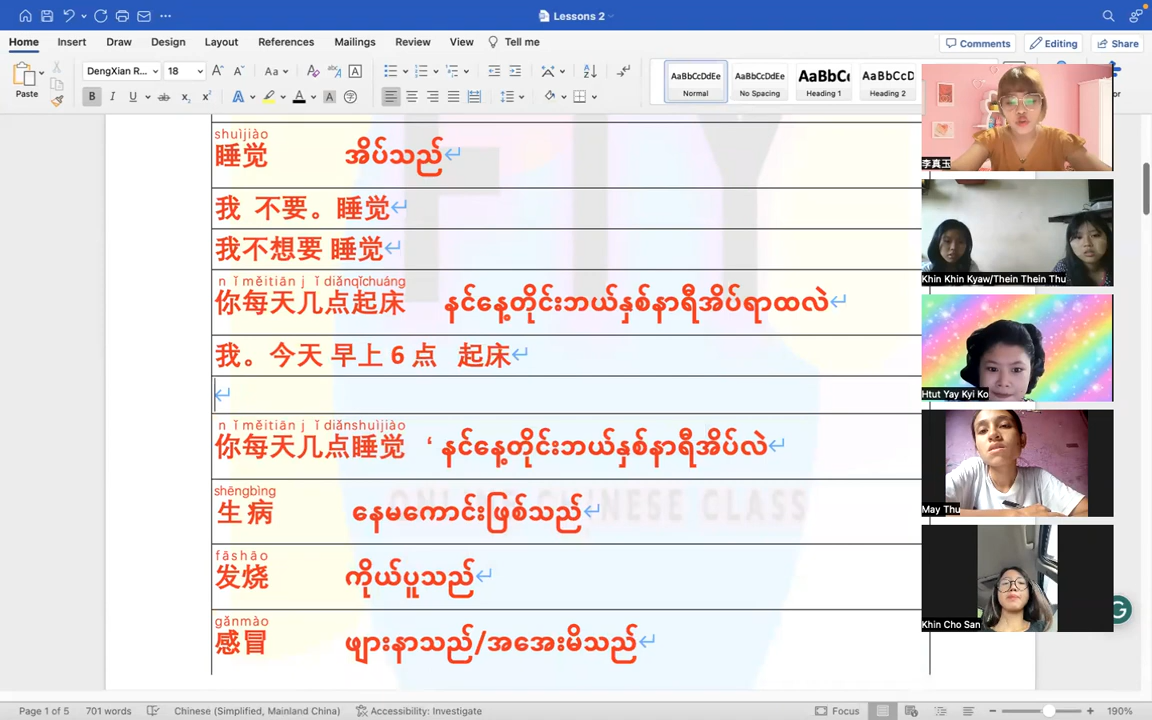 Lessons 2
Home Insert Draw Design Layout References Mailings Review View Tell me Comments Editing Share
Paste
DengXian R... 18
AaBbCcDdEe AaBbCcDdEe AaBbCc AaBbCcD
Normal No Spacing Heading 1 Heading 2
shuìjiào
睡觉 အိပ်သည်
我 不要。睡觉
我不想要 睡觉
nǐměitiānjǐdiǎnqǐchuáng
你每天几点起床 နင်နေ့တိုင်းဘယ်နှစ်နာရီအိပ်ရာထလဲ
我。今天 早上 6 点 起床
nǐměitiānjǐdiǎnshuìjiào
你每天几点睡觉 ‘ နင်နေ့တိုင်းဘယ်နှစ်နာရီအိပ်လဲ
shēngbìng
生病 နေမကောင်းဖြစ်သည်
fāshāo
发烧 ကိုယ်ပူသည်
gǎnmào
感冒 ဖျားနာသည်/အအေးမိသည်
ONLINE CHINESE CLASS
李真玉
Khin Khin Kyaw/Thein Thein Thu
Htut Yay Kyi Ko
May Thu
Khin Cho San
Page 1 of 5 701 words Chinese (Simplified, Mainland China) Accessibility: Investigate Focus 190%